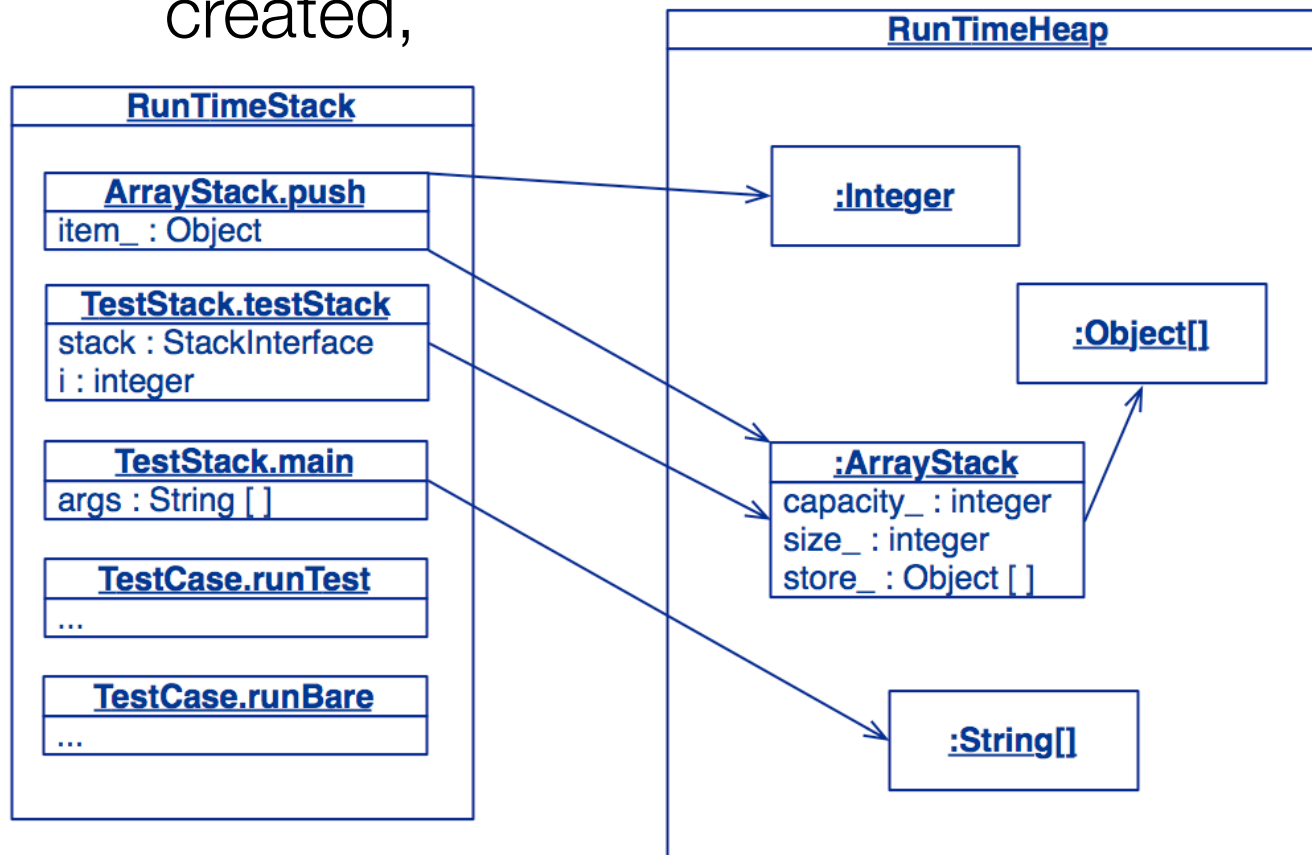 created,
RunTimeStack
ArrayStack.push
item_ : Object
TestStack.testStack
stack : StackInterface
i : integer
TestStack.main
args : String [ ]
TestCase.runTest
...
TestCase.runBare
...
RunTimeHeap
:Integer
:Object[]
:ArrayStack
capacity_ : integer
size_ : integer
store_ : Object [ ]
:String[]